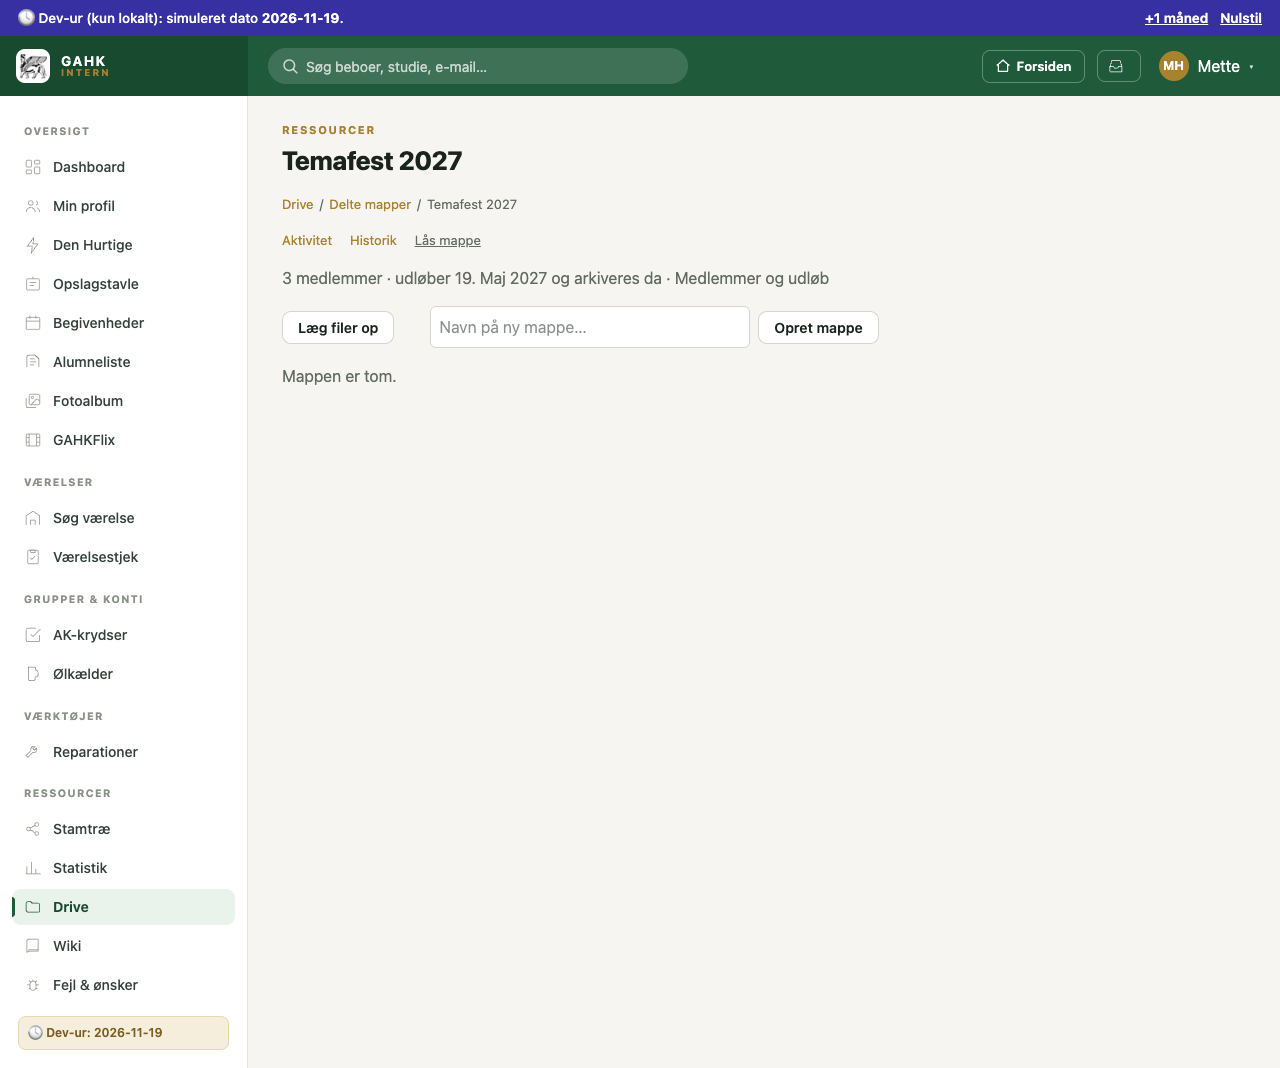 Dev-ur (kun lokalt): simuleret dato 2026-11-19.
+1 måned Nulstil
GAHK
INTERN
Søg beboer, studie, e-mail...
Forsiden
MH Mette
OVERSIGT
Dashboard
Min profil
Den Hurtige
Opslagstavle
Begivenheder
Alumneliste
Fotoalbum
GAHKFlix
VÆRELSER
Søg værelse
Værelsestjek
GRUPPER & KONTI
AK-krydser
Ølkælder
VÆRKTØJER
Reparationer
RESSOURCER
Stamtræ
Statistik
Drive
Wiki
Fejl & ønsker
Dev-ur: 2026-11-19
RESSOURCER
Temafest 2027
Drive / Delte mapper / Temafest 2027
Aktivitet Historik Lås mappe
3 medlemmer · udløber 19. Maj 2027 og arkiveres da · Medlemmer og udløb
Læg filer op Navn på ny mappe... Opret mappe
Mappen er tom.